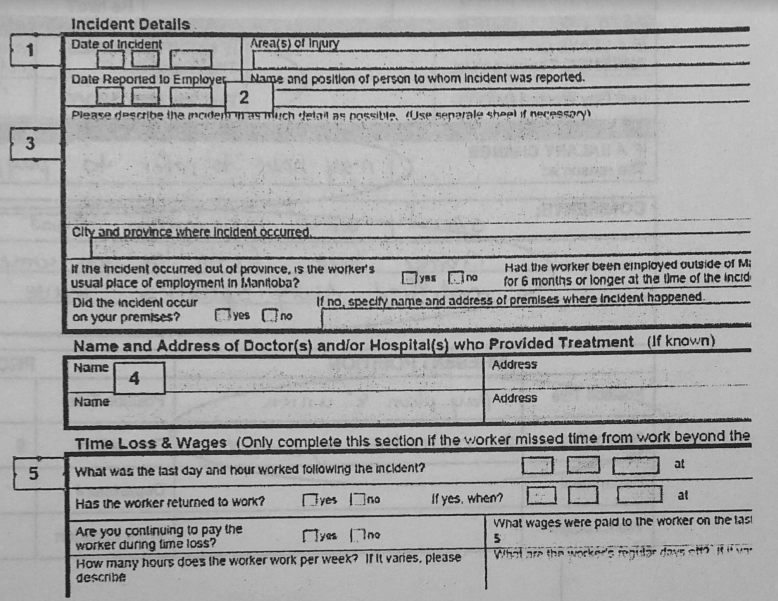 Incident Details
1
Date of Incident
Area(s) of Injury
Date Reported to Employer
Name and position of person to whom incident was reported.
2
Please describe the incident in as much detail as possible. (Use separate sheet if necessary)
3
City and province where incident occurred.
If the incident occurred out of province, is the worker's
usual place of employment in Manitoba?
yes no
Had the worker been employed outside of Ma
for 6 months or longer at the time of the incid
Did the incident occur
on your premises?
yes no
If no, specify name and address of premises where incident happened.
Name and Address of Doctor(s) and/or Hospital(s) who Provided Treatment (If known)
Name
4
Address
Name
Address
Time Loss & Wages (Only complete this section if the worker missed time from work beyond the
5
What was the last day and hour worked following the incident?
at
Has the worker returned to work?
yes no
If yes, when?
at
Are you continuing to pay the
worker during time loss?
yes no
What wages were paid to the worker on the last
$
How many hours does the worker work per week? If it varies, please
describe
What are the worker's regular days off? If it var